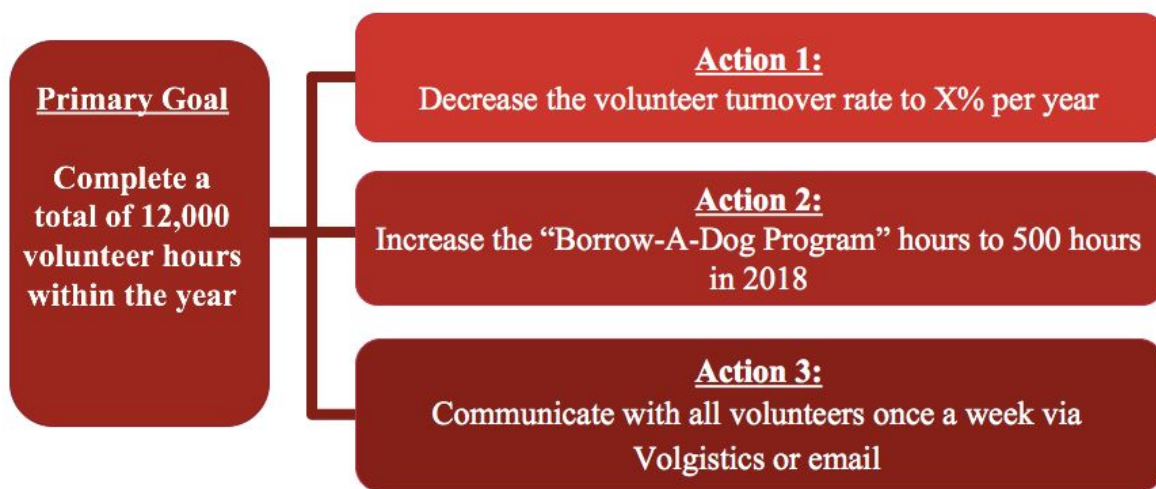 Primary Goal
Complete a
total of 12,000
volunteer hours
within the year
Action 1:
Decrease the volunteer turnover rate to X% per year
Action 2:
Increase the “Borrow-A-Dog Program” hours to 500 hours
in 2018
Action 3:
Communicate with all volunteers once a week via
Volgistics or email